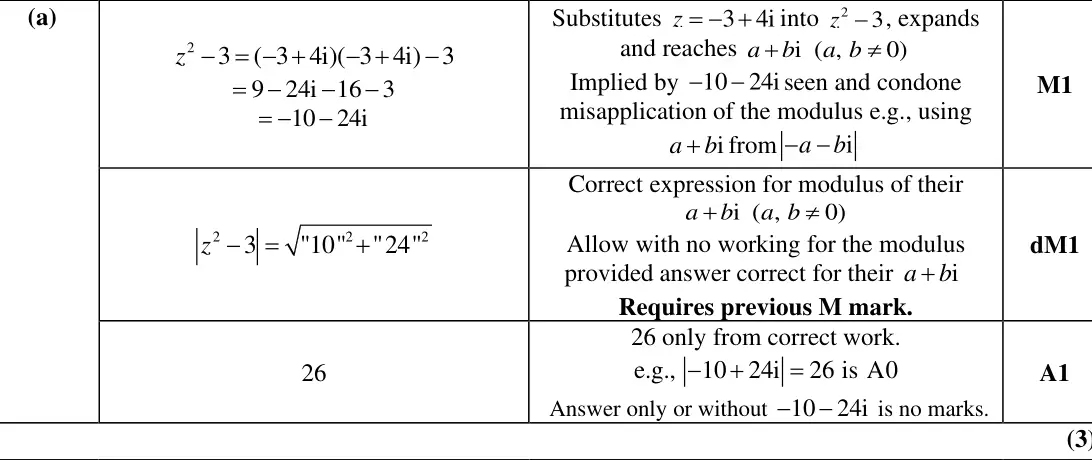 (a)
z² − 3 = (−3 + 4i)(−3 + 4i) − 3
= 9 − 24i − 16 − 3
= −10 − 24i
Substitutes z = −3 + 4i into z² − 3, expands
and reaches a + bi (a, b ≠ 0)
Implied by −10 − 24i seen and condone
misapplication of the modulus e.g., using
a + bi from |−a − bi|
M1
|z² − 3| = √("10"² + "24"²)
Correct expression for modulus of their
a + bi (a, b ≠ 0)
Allow with no working for the modulus
provided answer correct for their a + bi
Requires previous M mark.
dM1
26
26 only from correct work.
e.g., |−10 + 24i| = 26 is A0
Answer only or without −10 − 24i is no marks.
A1
(3)